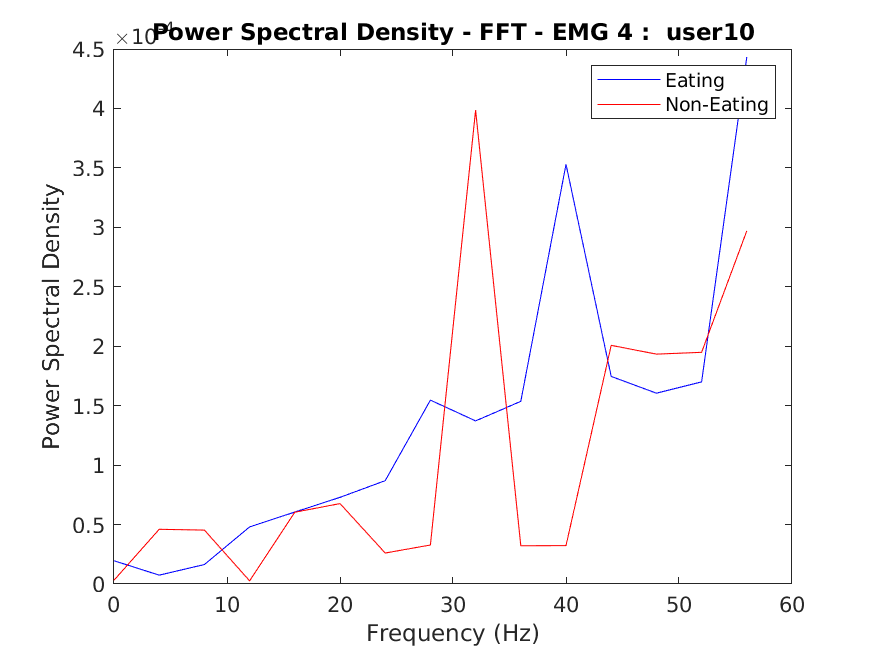 ×10
Power Spectral Density - FFT - EMG 4 : user10
4.5
4
3.5
3
2.5
2
1.5
1
0.5
0
Power Spectral Density
Eating
Non-Eating
0 10 20 30 40 50 60
Frequency (Hz)